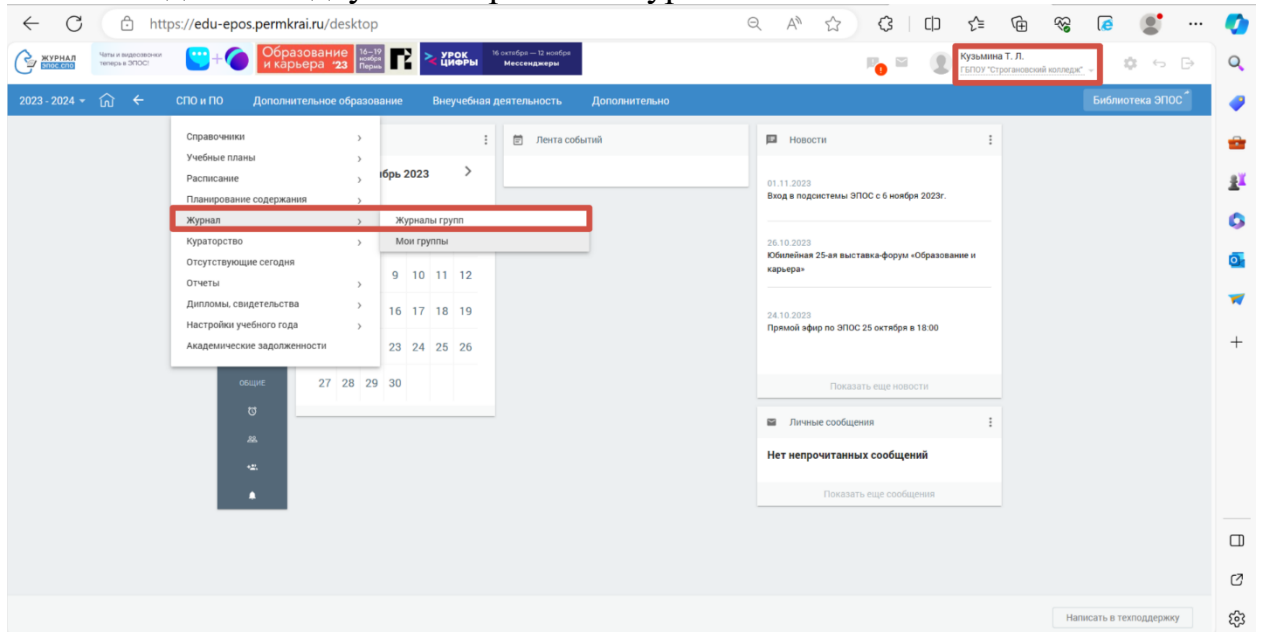 https://edu-epos.permkrai.ru/desktop
ЖУРНАЛ
ЭПОС.СПО
Чаты и видеозвонки
теперь в ЭПОС!
Образование
и карьера '23
16–19
ноября
Пермь
УРОК
ЦИФРЫ
16 октября — 12 ноября
Мессенджеры
Кузьмина Т. Л.
ГБПОУ "Строгановский колледж"
2023 - 2024
СПО и ПО
Дополнительное образование
Внеучебная деятельность
Дополнительно
Библиотека ЭПОС
Справочники
Учебные планы
Расписание
Планирование содержания
Журнал
Кураторство
Отсутствующие сегодня
Отчеты
Дипломы, свидетельства
Настройки учебного года
Академические задолженности
Журналы групп
Мои группы
ябрь 2023
9 10 11 12
16 17 18 19
23 24 25 26
27 28 29 30
ОБЩИЕ
Лента событий
Новости
01.11.2023
Вход в подсистемы ЭПОС с 6 ноября 2023г.
26.10.2023
Юбилейная 25-ая выставка-форум «Образование и
карьера»
24.10.2023
Прямой эфир по ЭПОС 25 октября в 18:00
Показать еще новости
Личные сообщения
Нет непрочитанных сообщений
Показать еще сообщения
Написать в техподдержку